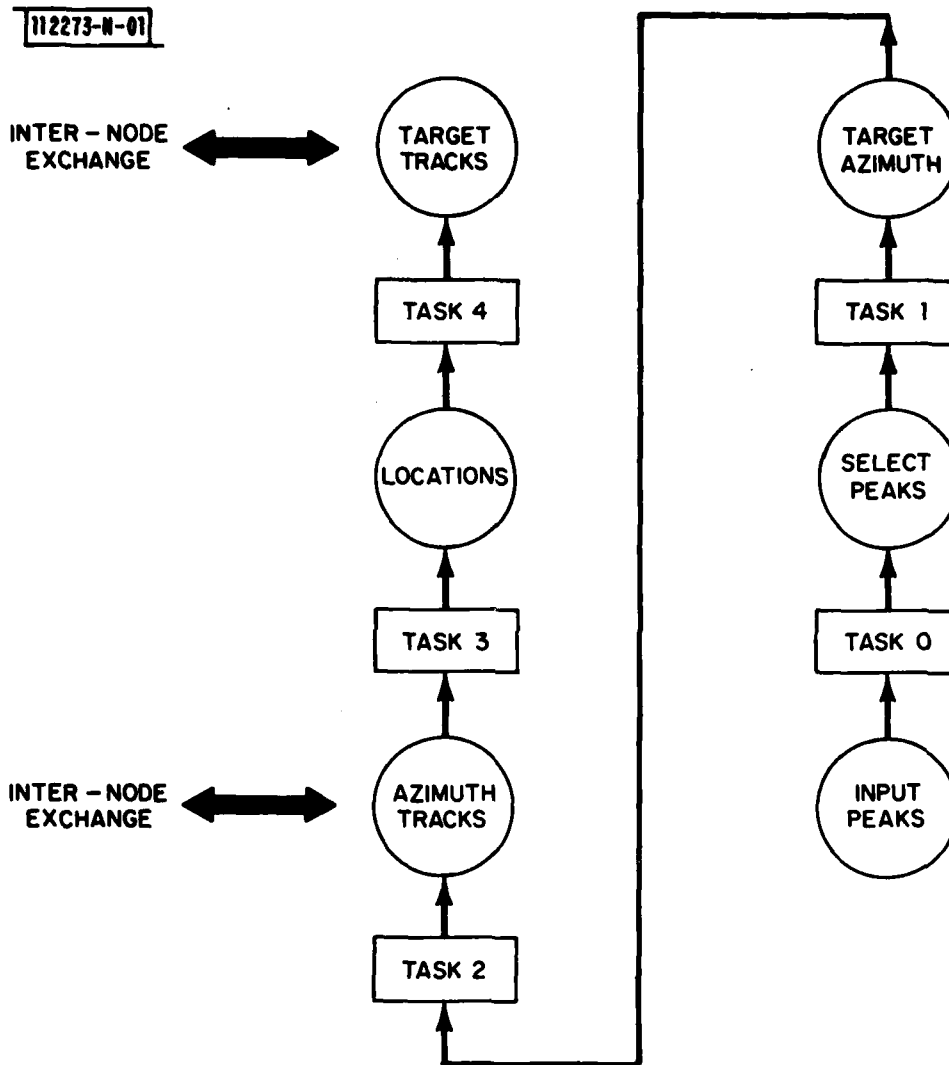 112273-N-01
INTER-NODE
EXCHANGE
TARGET
TRACKS
TASK 4
LOCATIONS
TASK 3
INTER-NODE
EXCHANGE
AZIMUTH
TRACKS
TASK 2
TARGET
AZIMUTH
TASK 1
SELECT
PEAKS
TASK 0
INPUT
PEAKS